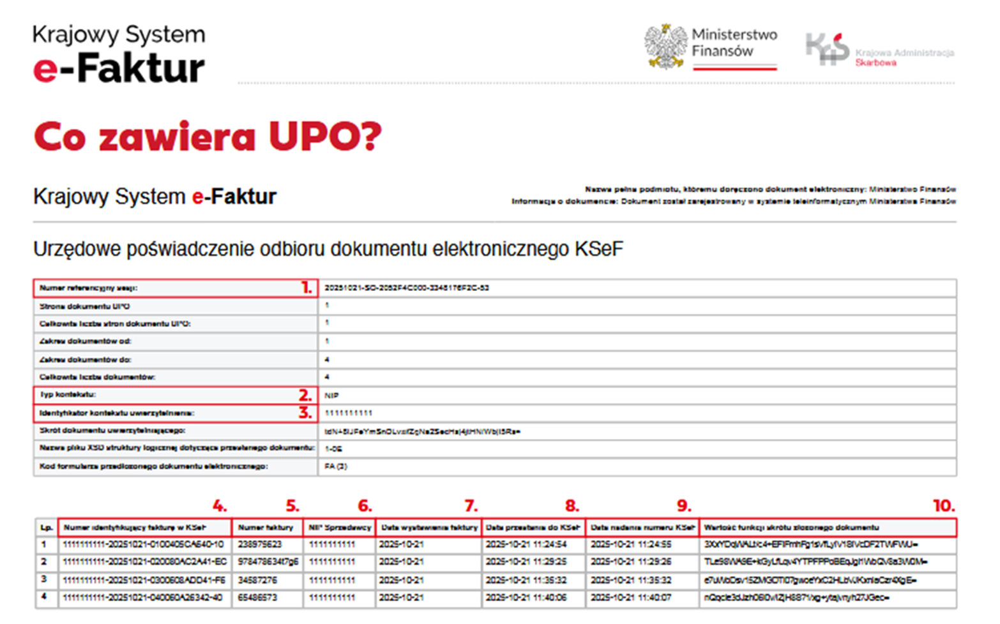 Krajowy System
e-Faktur
Ministerstwo
Finansów
KAS
Krajowa Administracja
Skarbowa
Co zawiera UPO?
Krajowy System e-Faktur
Nazwa pełna podmiotu, któremu doręczono dokument elektroniczny: Ministerstwo Finansów
Informacja o dokumencie: Dokument został zarejestrowany w systemie teleinformatycznym Ministerstwa Finansów
Urzędowe poświadczenie odbioru dokumentu elektronicznego KSeF
Numer referencyjny sesji: 1. 20251021-SO-2052F4C000-3348176F2C-53
Strona dokumentu UPO 1
Całkowita liczba stron dokumentu UPO: 1
Zakres dokumentów od: 1
Zakres dokumentów do: 4
Całkowita liczba dokumentów: 4
Typ kontekstu: 2. NIP
Identyfikator kontekstu uwierzytelnienia: 3. 1111111111
Skrót dokumentu uwierzytelniającego:
Nazwa pliku XSD struktury logicznej dotycząca przesłanego dokumentu: 1-0E
Kod formularza przedłożonego dokumentu elektronicznego: FA (3)
4. 5. 6. 7. 8. 9. 10.
Lp. Numer identyfikujący fakturę w KSeF Numer faktury NIP Sprzedawcy Data wystawienia faktury Data przesłania do KSeF Data nadania numeru KSeF Wartość funkcji skrótu złożonego dokumentu
1 1111111111-20251021-0100405CA640-10 238975623 1111111111 2025-10-21 2025-10-21 11:24:54 2025-10-21 11:24:55
2 1111111111-20251021-020080AC2A41-EC 978478634t7g6 1111111111 2025-10-21 2025-10-21 11:29:25 2025-10-21 11:29:26
3 1111111111-20251021-0300608ADD41-F6 34587276 1111111111 2025-10-21 2025-10-21 11:35:32 2025-10-21 11:35:32
4 1111111111-20251021-040060A26342-40 65486573 1111111111 2025-10-21 2025-10-21 11:40:06 2025-10-21 11:40:07